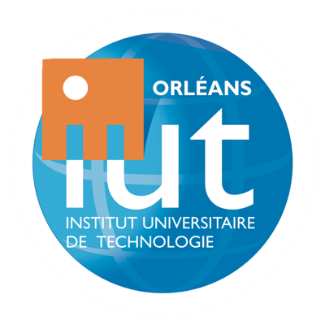 ORLÉANS
iut
INSTITUT UNIVERSITAIRE
DE TECHNOLOGIE